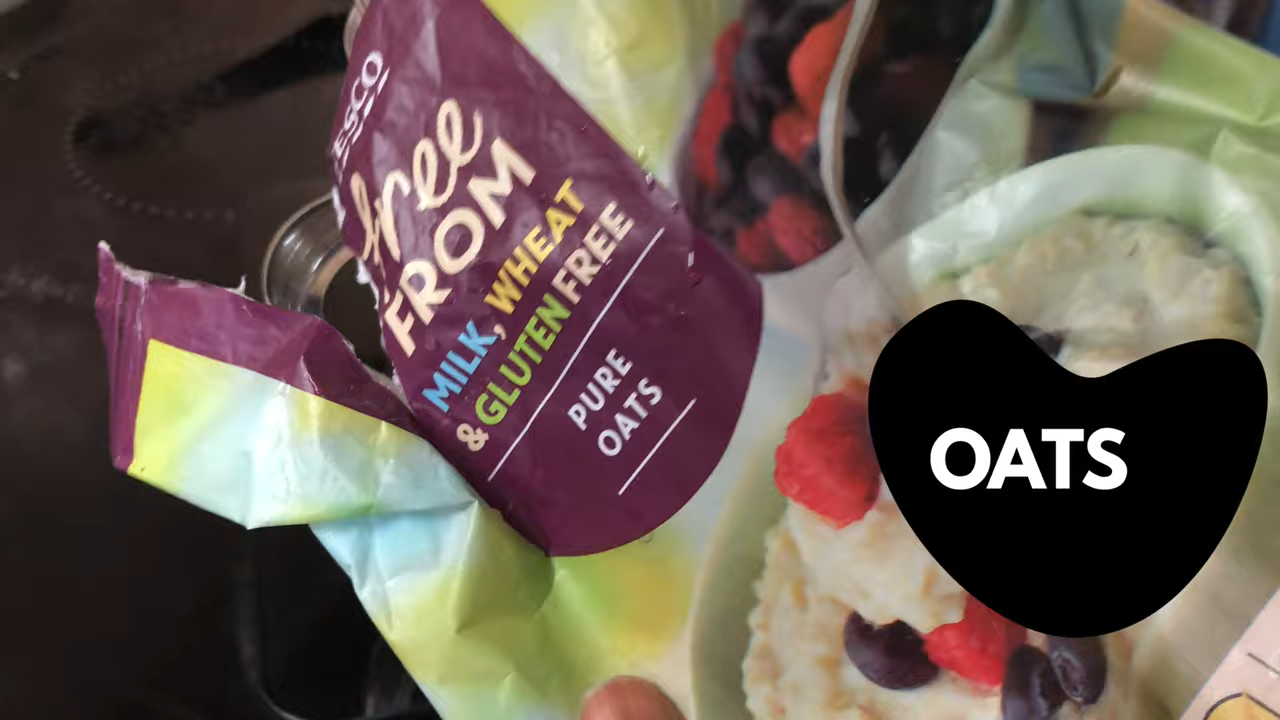 ESCO
free
FROM
MILK, WHEAT
& GLUTEN FREE
PURE
OATS
OATS